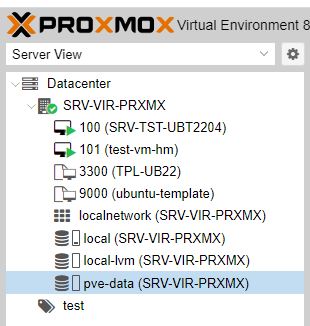 PROXMOX Virtual Environment 8
Server View
Datacenter
SRV-VIR-PRXMX
100 (SRV-TST-UBT2204)
101 (test-vm-hm)
3300 (TPL-UB22)
9000 (ubuntu-template)
localnetwork (SRV-VIR-PRXMX)
local (SRV-VIR-PRXMX)
local-lvm (SRV-VIR-PRXMX)
pve-data (SRV-VIR-PRXMX)
test